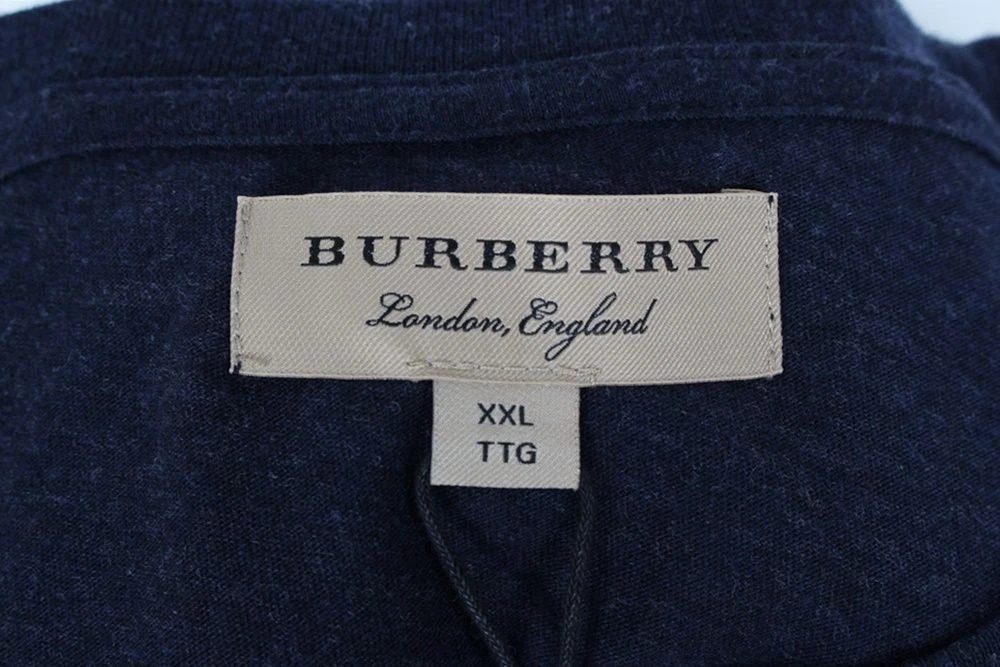 BURBERRY
London, England
XXL
TTG